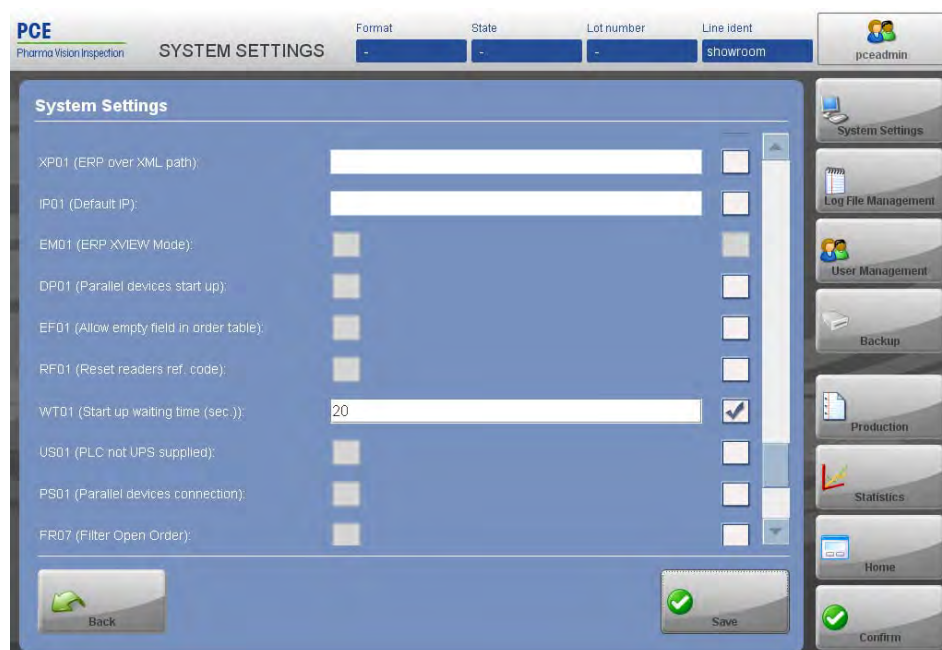 PCE
Pharma Vision Inspection
SYSTEM SETTINGS
Format
-
State
-
Lot number
-
Line ident
showroom
pceadmin
System Settings
XP01 (ERP over XML path):
IP01 (Default IP):
EM01 (ERP XVIEW Mode):
DP01 (Parallel devices start up):
EF01 (Allow empty field in order table):
RF01 (Reset readers ref. code):
WT01 (Start up waiting time (sec.)): 20
US01 (PLC not UPS supplied):
PS01 (Parallel devices connection):
FR07 (Filter Open Order):
Back
Save
System Settings
Log File Management
User Management
Backup
Production
Statistics
Home
Confirm